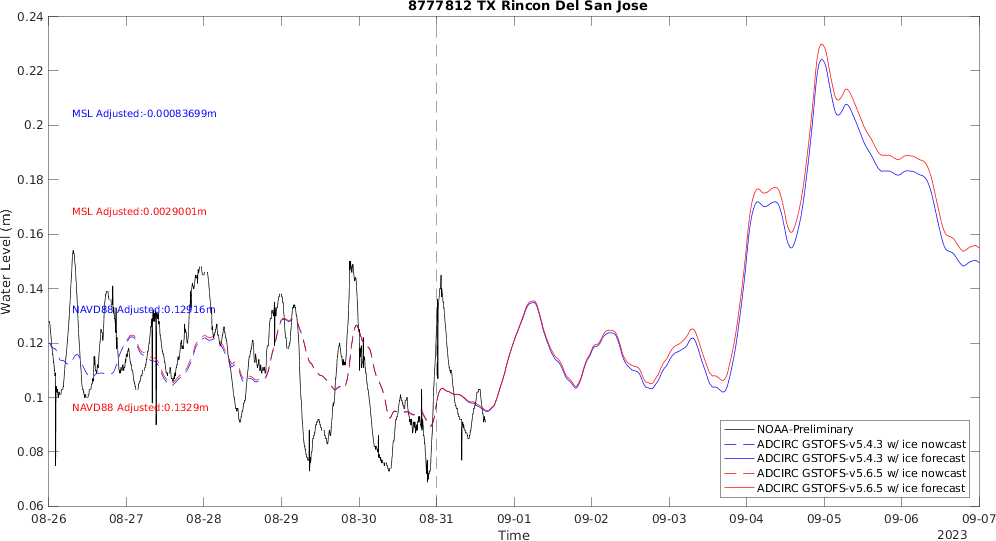 8777812 TX Rincon Del San Jose
0.24
0.22
0.2
0.18
0.16
0.14
0.12
0.1
0.08
0.06
Water Level (m)
MSL Adjusted:-0.00083699m
MSL Adjusted:0.0029001m
NAVD88 Adjusted:0.12916m
NAVD88 Adjusted:0.1329m
NOAA-Preliminary
ADCIRC GSTOFS-v5.4.3 w/ ice nowcast
ADCIRC GSTOFS-v5.4.3 w/ ice forecast
ADCIRC GSTOFS-v5.6.5 w/ ice nowcast
ADCIRC GSTOFS-v5.6.5 w/ ice forecast
08-26 08-27 08-28 08-29 08-30 08-31 09-01 09-02 09-03 09-04 09-05 09-06 09-07
Time
2023